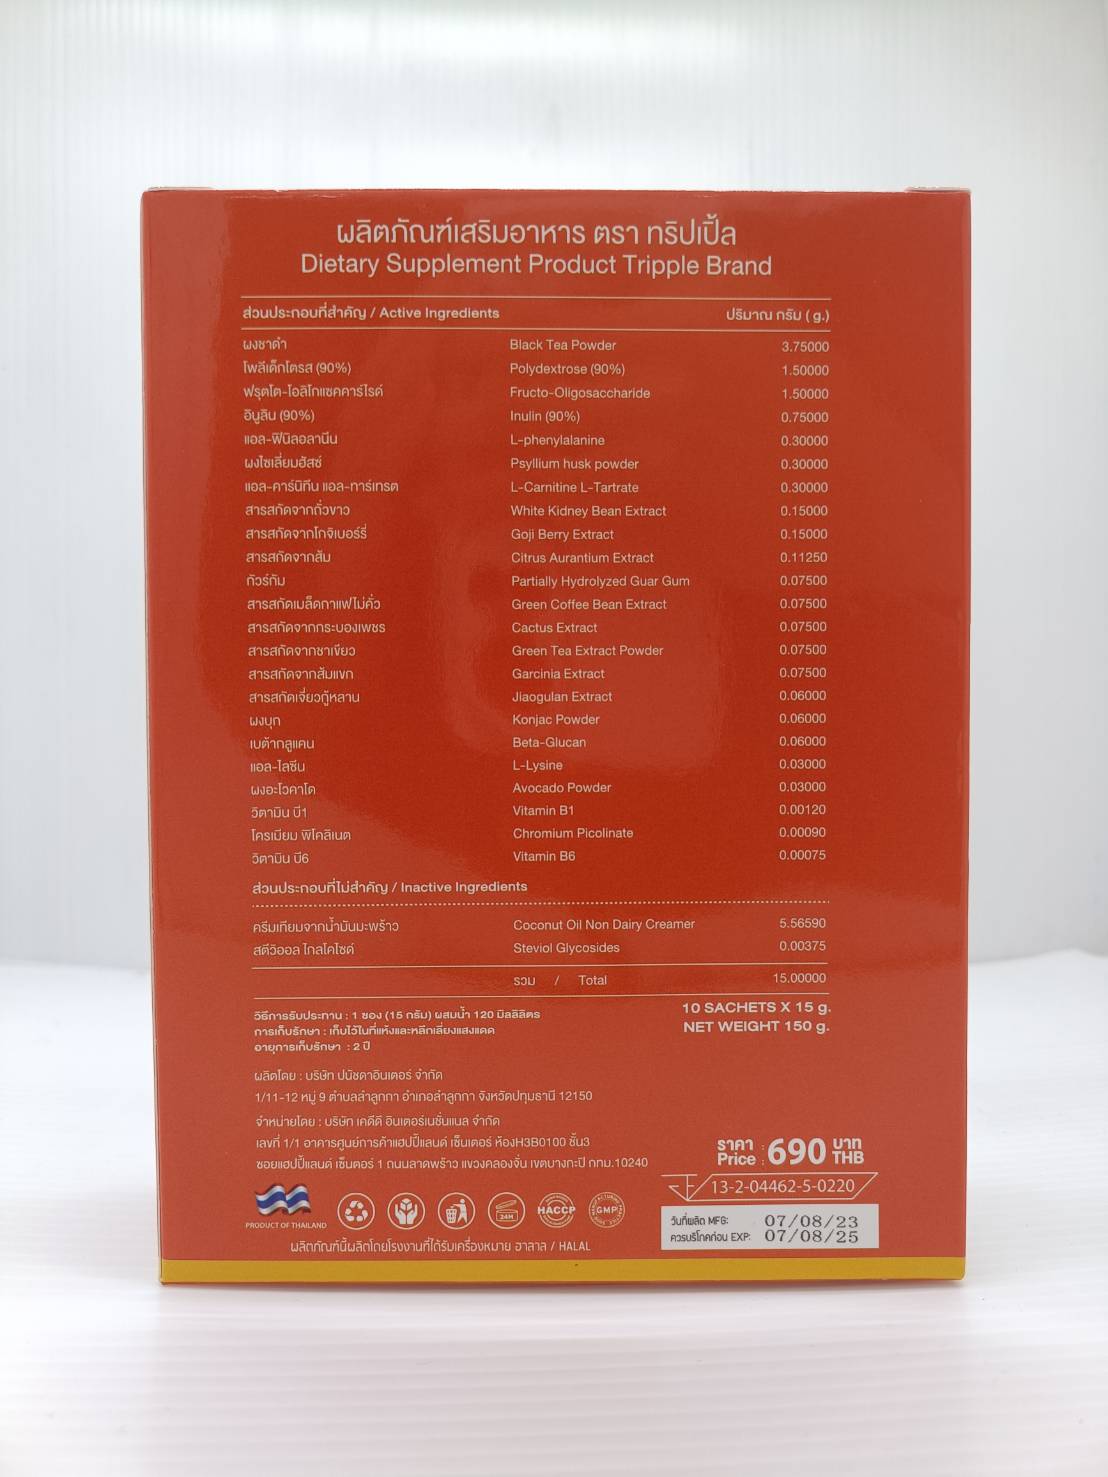 ผลิตภัณฑ์เสริมอาหาร ตรา ทริปเปิ้ล
Dietary Supplement Product Tripple Brand
ส่วนประกอบที่สำคัญ / Active Ingredients ปริมาณ กรัม ( g.)
ผงชาดำ Black Tea Powder 3.75000
โพลีเด็กโตรส (90%) Polydextrose (90%) 1.50000
ฟรุตโต-โอลิโกแซคคาร์ไรด์ Fructo-Oligosaccharide 1.50000
อินูลิน (90%) Inulin (90%) 0.75000
แอล-ฟินิลอลานีน L-phenylalanine 0.30000
ผงไซเลี่ยมฮัสซ์ Psyllium husk powder 0.30000
แอล-คาร์นิทีน แอล-ทาร์เทรต L-Carnitine L-Tartrate 0.30000
สารสกัดจากถั่วขาว White Kidney Bean Extract 0.15000
สารสกัดจากโกจิเบอร์รี่ Goji Berry Extract 0.15000
สารสกัดจากส้ม Citrus Aurantium Extract 0.11250
กัวร์กัม Partially Hydrolyzed Guar Gum 0.07500
สารสกัดเมล็ดกาแฟไม่คั่ว Green Coffee Bean Extract 0.07500
สารสกัดจากกระบองเพชร Cactus Extract 0.07500
สารสกัดจากชาเขียว Green Tea Extract Powder 0.07500
สารสกัดจากส้มแขก Garcinia Extract 0.07500
สารสกัดเจี่ยวกู้หลาน Jiaogulan Extract 0.06000
ผงบุก Konjac Powder 0.06000
เบต้ากลูแคน Beta-Glucan 0.06000
แอล-ไลซีน L-Lysine 0.03000
ผงอะโวคาโด Avocado Powder 0.03000
วิตามิน บี1 Vitamin B1 0.00120
โครเมียม พิโคลิเนต Chromium Picolinate 0.00090
วิตามิน บี6 Vitamin B6 0.00075
ส่วนประกอบที่ไม่สำคัญ / Inactive Ingredients
ครีมเทียมจากน้ำมันมะพร้าว Coconut Oil Non Dairy Creamer 5.56590
สตีวิออล ไกลโคไซด์ Steviol Glycosides 0.00375
รวม / Total 15.00000
วิธีการรับประทาน : 1 ซอง (15 กรัม) ผสมน้ำ 120 มิลลิลิตร
การเก็บรักษา : เก็บไว้ในที่แห้งและหลีกเลี่ยงแสงแดด
อายุการเก็บรักษา : 2 ปี
10 SACHETS X 15 g.
NET WEIGHT 150 g.
ผลิตโดย : บริษัท ปนัชดาอินเตอร์ จำกัด
1/11-12 หมู่ 9 ตำบลลำลูกกา อำเภอลำลูกกา จังหวัดปทุมธานี 12150
จำหน่ายโดย : บริษัท เคดีดี อินเตอร์เนชั่นแนล จำกัด
เลขที่ 1/1 อาคารศูนย์การค้าแฮปปี้แลนด์ เซ็นเตอร์ ห้องH3B0100 ชั้น3
ซอยแฮปปี้แลนด์ เซ็นเตอร์ 1 ถนนลาดพร้าว แขวงคลองจั่น เขตบางกะปิ กทม.10240
ราคา : 690 บาท
Price : THB
13-2-04462-5-0220
PRODUCT OF THAILAND
24M
HACCP
GMP
วันที่ผลิต MFG: 07/08/23
ควรบริโภคก่อน EXP: 07/08/25
ผลิตภัณฑ์นี้ผลิตโดยโรงงานที่ได้รับเครื่องหมาย ฮาลาล / HALAL